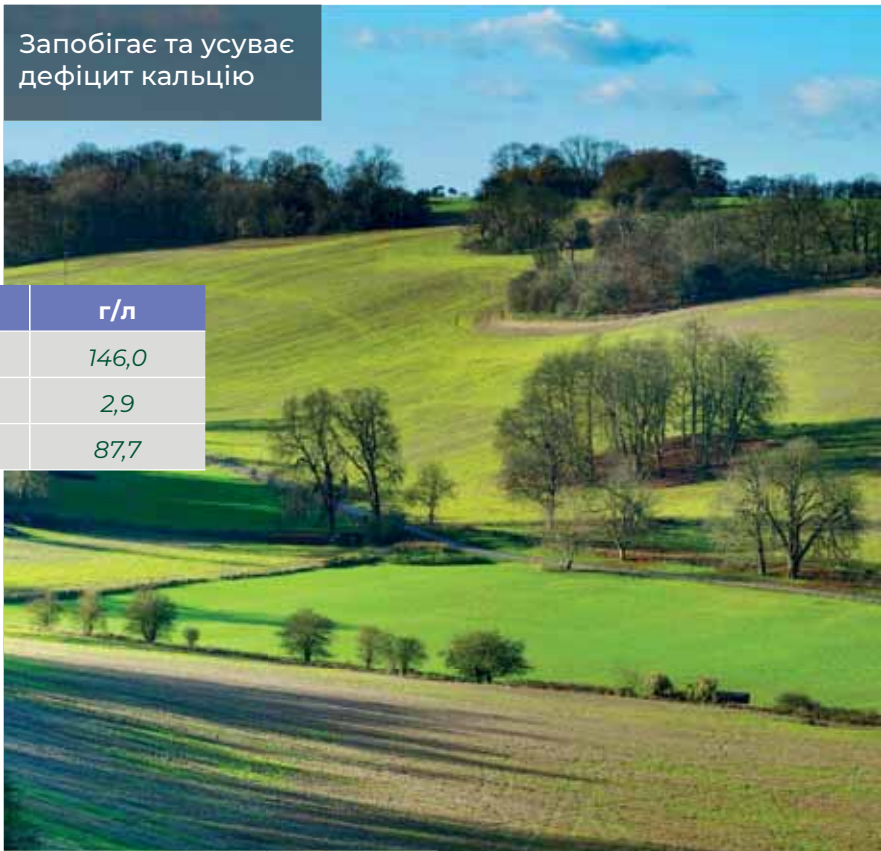 Запобігає та усуває
дефіцит кальцію
г/л
146,0
2,9
87,7